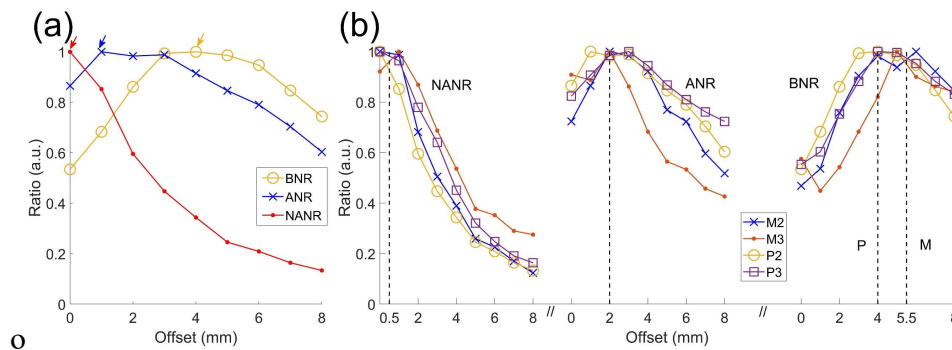 (a)
1
0.8
0.6
0.4
0.2
0
Ratio (a.u.)
BNR
ANR
NANR
0 2 4 6 8
Offset (mm)
(b)
1
0.8
0.6
0.4
0.2
0
Ratio (a.u.)
NANR
ANR
BNR
M2
M3
P2
P3
P
M
0.5 2 4 6 8 // 0 2 4 6 8 // 0 2 4 5.5 8
Offset (mm)
o